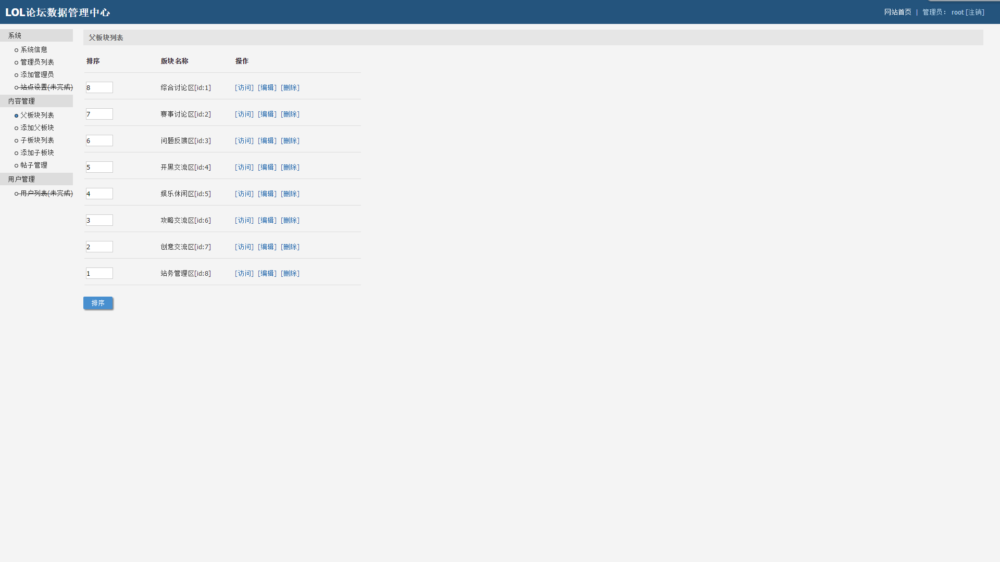 LOL论坛数据管理中心
网站首页 | 管理员： root [注销]
系统
系统信息
管理员列表
添加管理员
站点设置(未完成)
内容管理
父板块列表
添加父板块
子板块列表
添加子板块
帖子管理
用户管理
用户列表(未完成)
父板块列表
排序 版块名称 操作
8 综合讨论区[id:1] [访问] [编辑] [删除]
7 赛事讨论区[id:2] [访问] [编辑] [删除]
6 问题反馈区[id:3] [访问] [编辑] [删除]
5 开黑交流区[id:4] [访问] [编辑] [删除]
4 娱乐休闲区[id:5] [访问] [编辑] [删除]
3 攻略交流区[id:6] [访问] [编辑] [删除]
2 创意交流区[id:7] [访问] [编辑] [删除]
1 站务管理区[id:8] [访问] [编辑] [删除]
排序